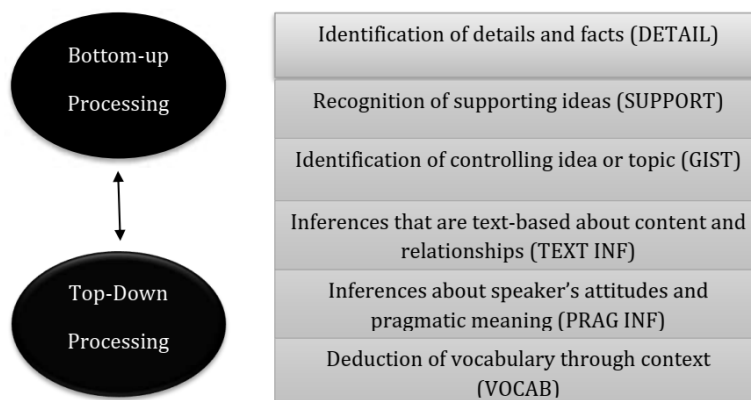 Bottom-up
Processing
Top-Down
Processing
Identification of details and facts (DETAIL)
Recognition of supporting ideas (SUPPORT)
Identification of controlling idea or topic (GIST)
Inferences that are text-based about content and
relationships (TEXT INF)
Inferences about speaker’s attitudes and
pragmatic meaning (PRAG INF)
Deduction of vocabulary through context
(VOCAB)